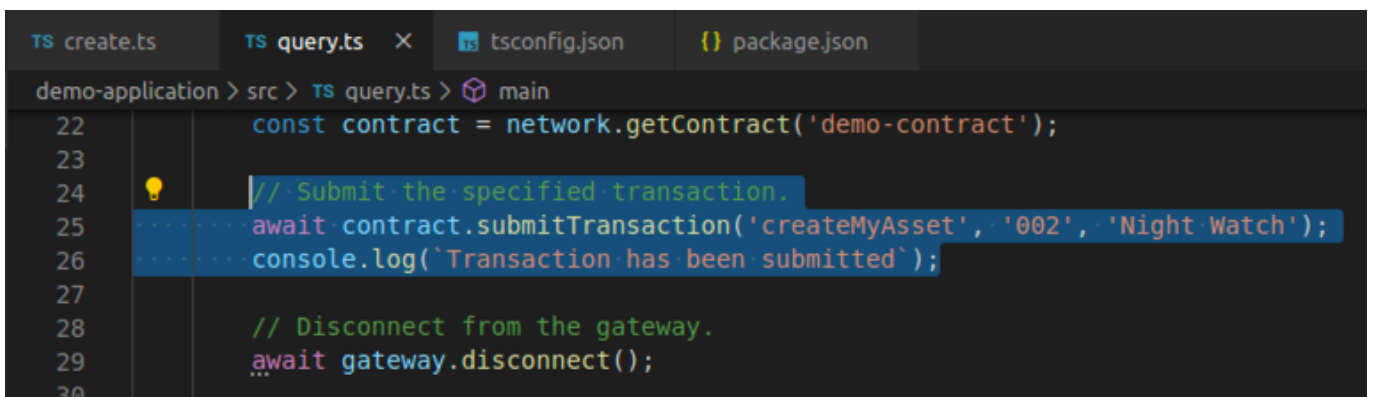 TS create.ts TS query.ts × TS tsconfig.json {} package.json
demo-application > src > TS query.ts > main
22 const contract = network.getContract('demo-contract');
23
24 // Submit the specified transaction.
25 await contract.submitTransaction('createMyAsset', '002', 'Night Watch');
26 console.log(`Transaction has been submitted`);
27
28 // Disconnect from the gateway.
29 await gateway.disconnect();
30